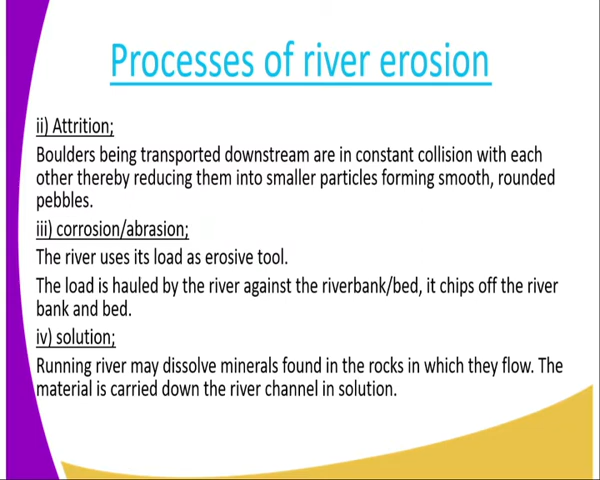 Processes of river erosion
ii) Attrition;
Boulders being transported downstream are in constant collision with each
other thereby reducing them into smaller particles forming smooth, rounded
pebbles.
iii) corrosion/abrasion;
The river uses its load as erosive tool.
The load is hauled by the river against the riverbank/bed, it chips off the river
bank and bed.
iv) solution;
Running river may dissolve minerals found in the rocks in which they flow. The
material is carried down the river channel in solution.